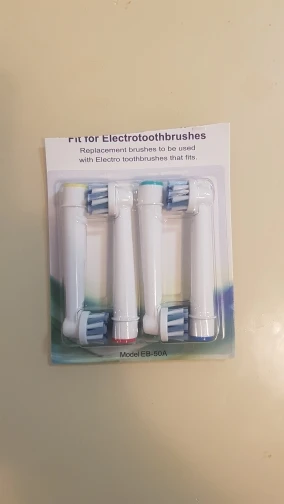 Fit for Electrotoothbrushes
Replacement brushes to be used
with Electro toothbrushes that fits.
Model EB-50A